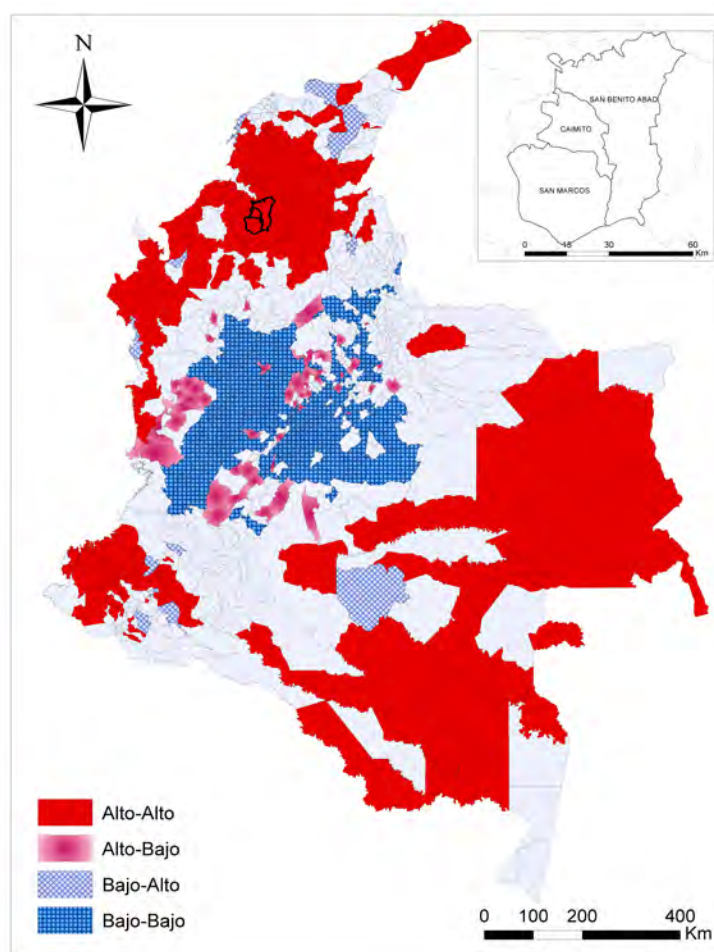 N
SAN BENITO ABAD
CAIMITO
SAN MARCOS
0 15 30 60
Km
Alto-Alto
Alto-Bajo
Bajo-Alto
Bajo-Bajo
0 100 200 300 400
Km